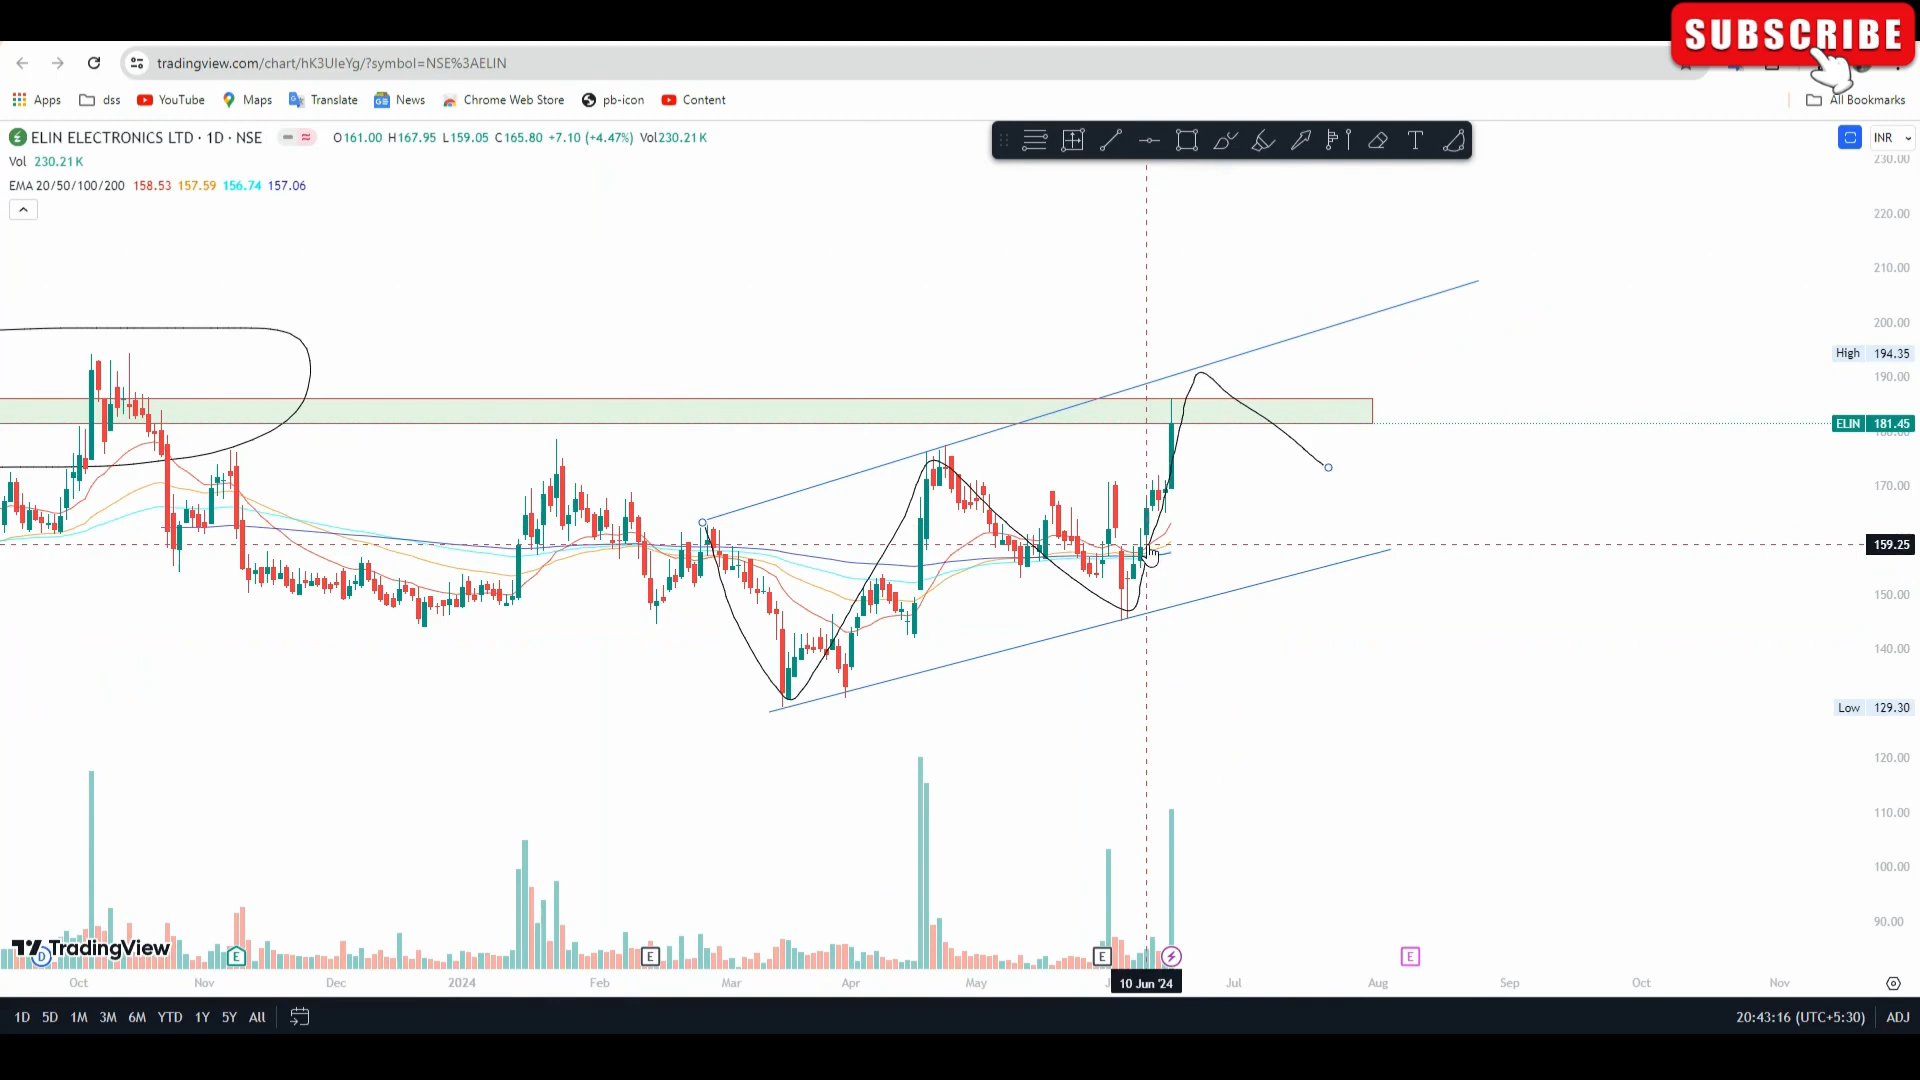 SUBSCRIBE
tradingview.com/chart/hK3UIeYg/?symbol=NSE%3AELIN
Apps dss YouTube Maps Translate News Chrome Web Store pb-icon Content All Bookmarks
ELIN ELECTRONICS LTD · 1D · NSE O161.00 H167.95 L159.05 C165.80 +7.10 (+4.47%) Vol230.21K INR
Vol 230.21K
EMA 20/50/100/200 158.53 157.59 156.74 157.06
230.00
220.00
210.00
200.00
High 194.35
190.00
ELIN 181.45
170.00
159.25
150.00
140.00
Low 129.30
120.00
110.00
100.00
90.00
TradingView
D E E E E
Oct Nov Dec 2024 Feb Mar Apr May 10 Jun '24 Jul Aug Sep Oct Nov
1D 5D 1M 3M 6M YTD 1Y 5Y All 20:43:16 (UTC+5:30) ADJ